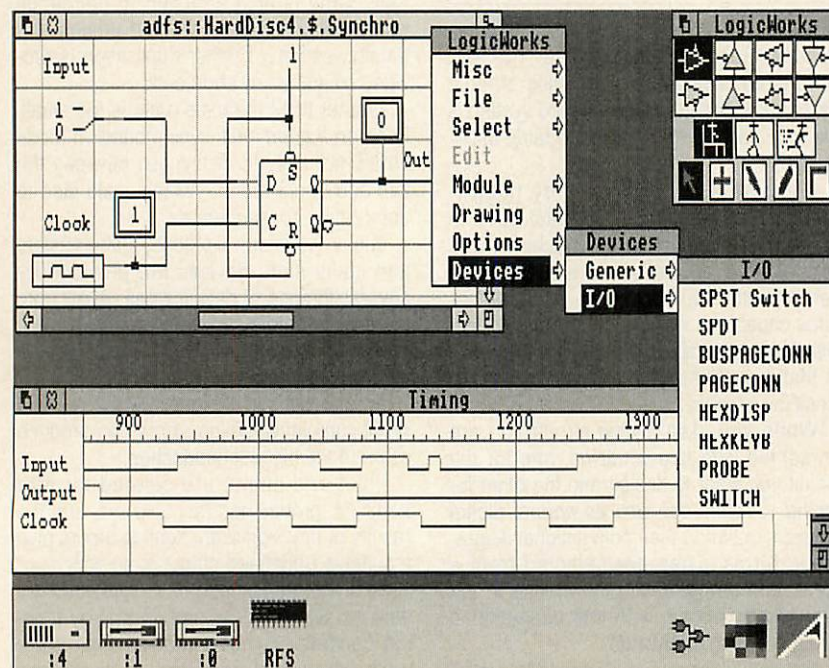 adfs::HardDisc4.$.Synchro
Input
1
0
1
0
Out
D S Q
C R Q
Clock
1
LogicWorks
Misc
File
Select
Edit
Module
Drawing
Options
Devices
Devices
Generic
I/O
I/O
SPST Switch
SPDT
BUSPAGECONN
PAGECONN
HEXDISP
HEXKEYB
PROBE
SWITCH
LogicWorks
Timing
900 1000 1100 1200 1300
Input
Output
Clock
:4 :1 :0 RFS